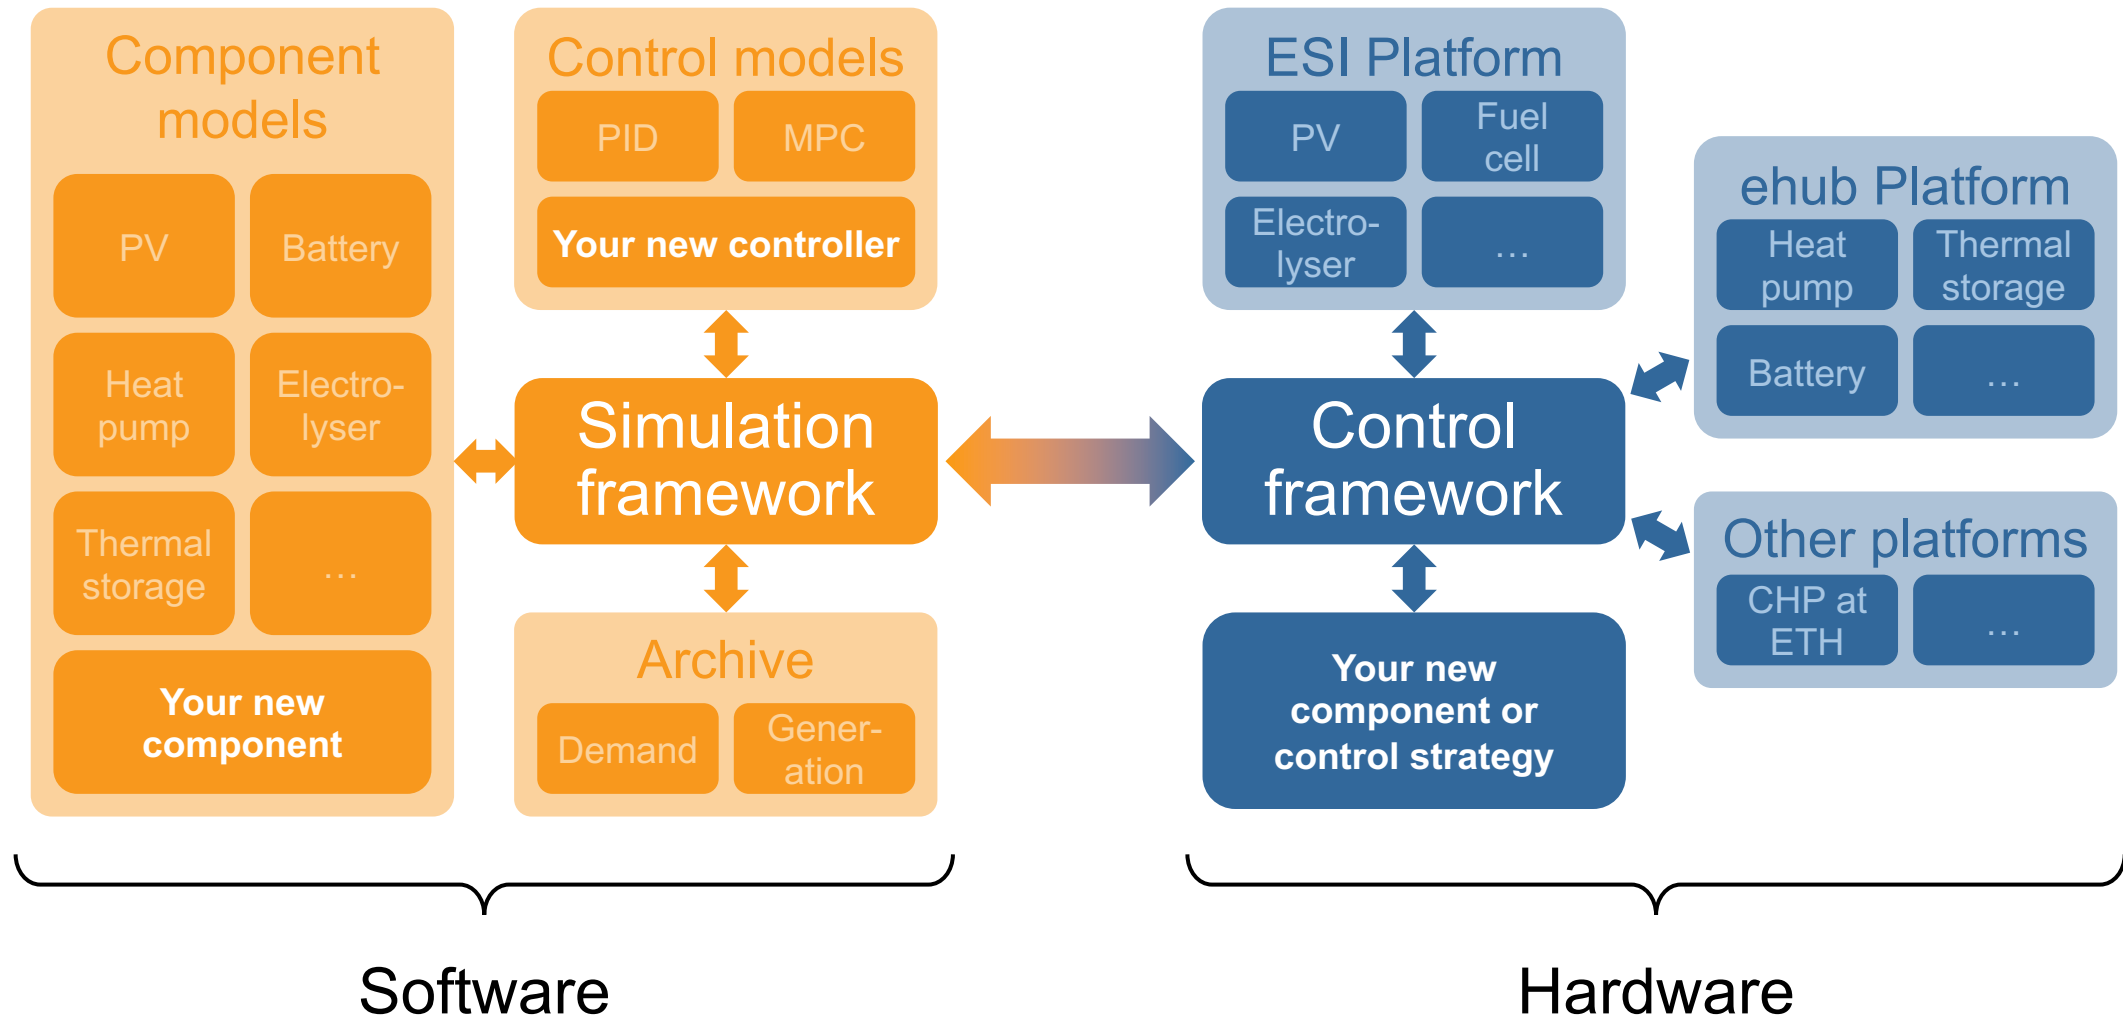 Component
models
PV
Battery
Heat
pump
Electro-
lyser
Thermal
storage
...
Your new
component
Control models
PID
MPC
Your new controller
Simulation
framework
Archive
Demand
Gener-
ation
Software
ESI Platform
PV
Fuel
cell
Electro-
lyser
...
Control
framework
Your new
component or
control strategy
ehub Platform
Heat
pump
Thermal
storage
Battery
...
Other platforms
CHP at
ETH
...
Hardware